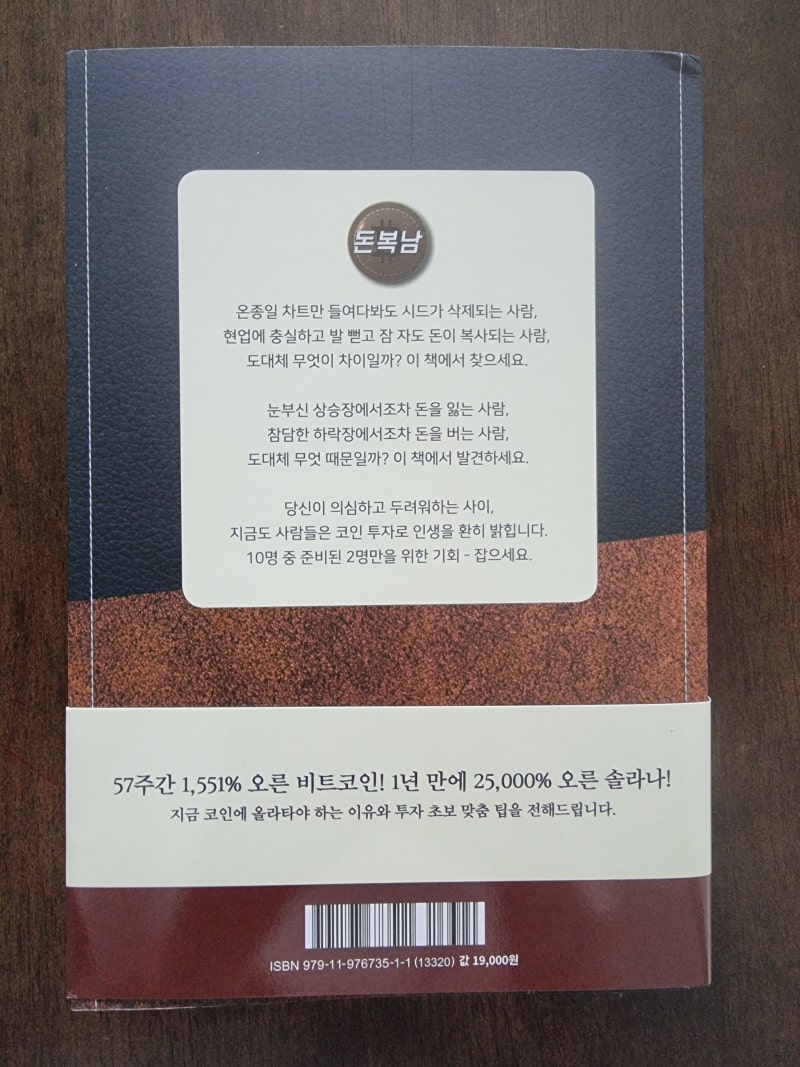 돈복남
온종일 차트만 들여다봐도 시드가 삭제되는 사람,
현업에 충실하고 발 뻗고 잠 자도 돈이 복사되는 사람,
도대체 무엇이 차이일까? 이 책에서 찾으세요.
눈부신 상승장에서조차 돈을 잃는 사람,
참담한 하락장에서조차 돈을 버는 사람,
도대체 무엇 때문일까? 이 책에서 발견하세요.
당신이 의심하고 두려워하는 사이,
지금도 사람들은 코인 투자로 인생을 환히 밝힙니다.
10명 중 준비된 2명만을 위한 기회 - 잡으세요.
57주간 1,551% 오른 비트코인! 1년 만에 25,000% 오른 솔라나!
지금 코인에 올라타야 하는 이유와 투자 초보 맞춤 팁을 전해드립니다.
ISBN 979-11-976735-1-1 (13320) 값 19,000원